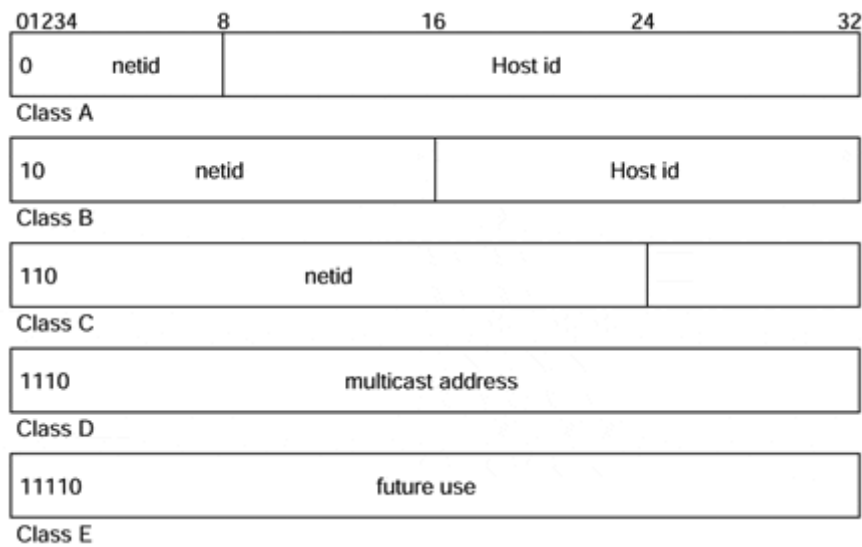 01234 8 16 24 32
0 netid Host id
Class A
10 netid Host id
Class B
110 netid
Class C
1110 multicast address
Class D
11110 future use
Class E